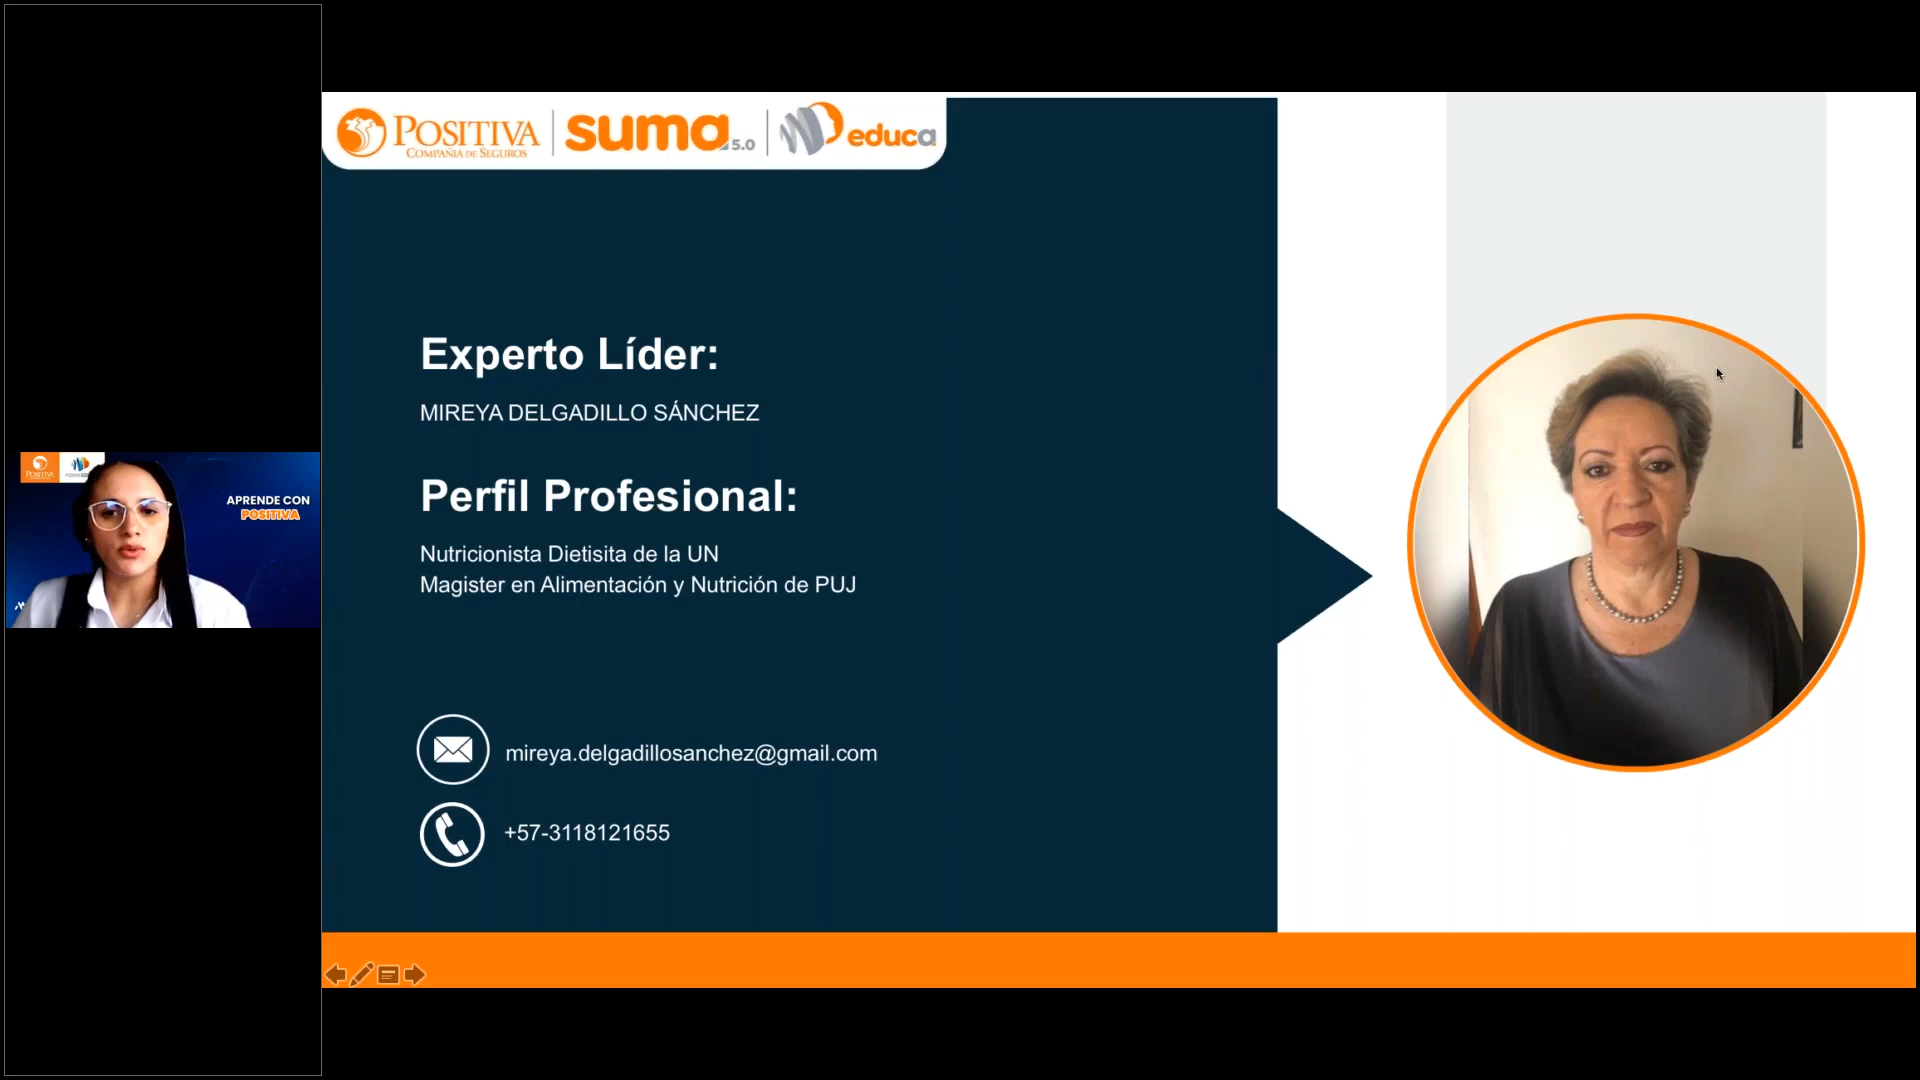 POSITIVA
COMPAÑIA DE SEGUROS
suma 5.0
educa
Experto Líder:
MIREYA DELGADILLO SÁNCHEZ
Perfil Profesional:
Nutricionista Dietisita de la UN
Magister en Alimentación y Nutrición de PUJ
mireya.delgadillosanchez@gmail.com
+57-3118121655
POSITIVA
APRENDE CON
POSITIVA